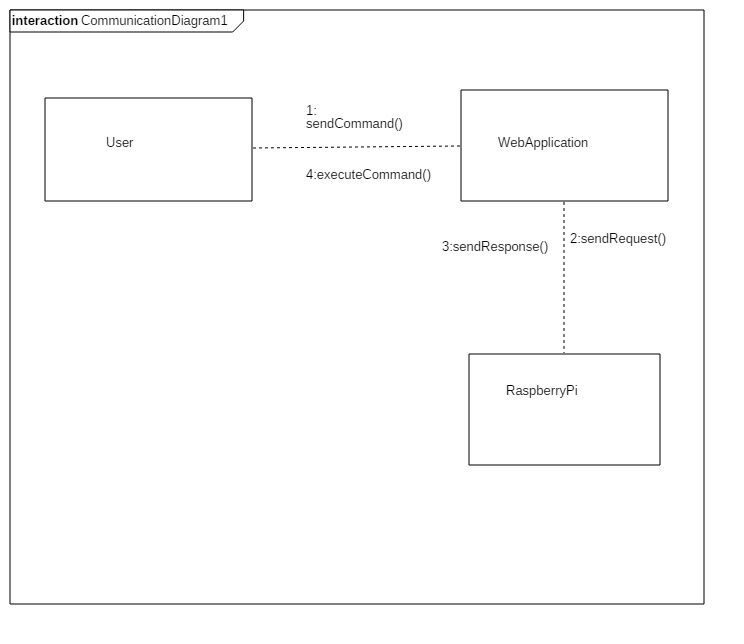 interaction CommunicationDiagram1
1:
sendCommand()
User
WebApplication
4:executeCommand()
3:sendResponse()
2:sendRequest()
RaspberryPi